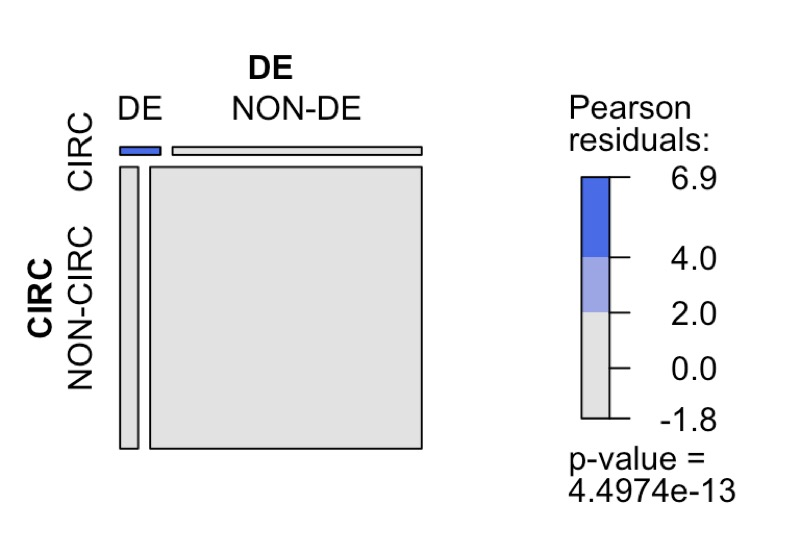 DE
DE NON-DE
CIRC
NON-CIRC
CIRC
Pearson
residuals:
6.9
4.0
2.0
0.0
-1.8
p-value =
4.4974e-13